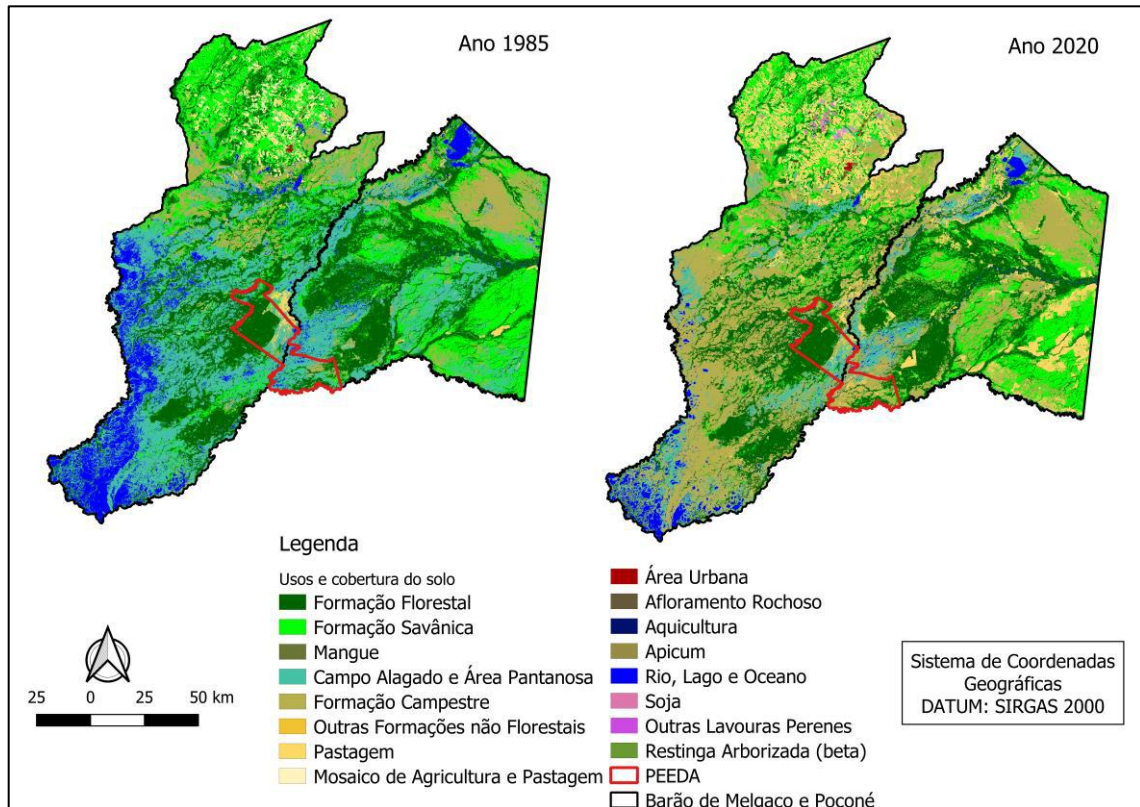 Ano 1985
Ano 2020
Legenda
Usos e cobertura do solo
Formação Florestal
Formação Savânica
Mangue
Campo Alagado e Área Pantanosa
Formação Campestre
Outras Formações não Florestais
Pastagem
Mosaico de Agricultura e Pastagem
Área Urbana
Afloramento Rochoso
Aquicultura
Apicum
Rio, Lago e Oceano
Soja
Outras Lavouras Perenes
Restinga Arborizada (beta)
PEEDA
Barão de Melgaço e Poconé
25 0 25 50 km
Sistema de Coordenadas
Geográficas
DATUM: SIRGAS 2000